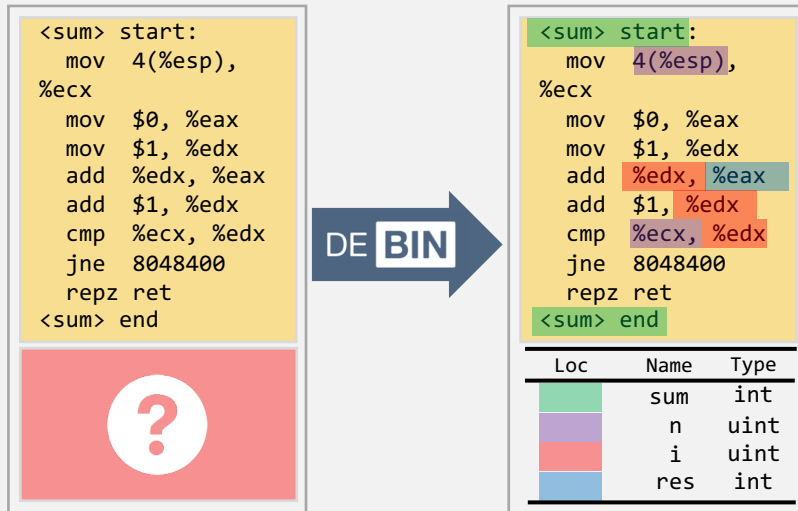 <sum> start:
mov 4(%esp),
%ecx
mov $0, %eax
mov $1, %edx
add %edx, %eax
add $1, %edx
cmp %ecx, %edx
jne 8048400
repz ret
<sum> end
?
DE BIN
<sum> start:
mov 4(%esp),
%ecx
mov $0, %eax
mov $1, %edx
add %edx, %eax
add $1, %edx
cmp %ecx, %edx
jne 8048400
repz ret
<sum> end
Loc Name Type
sum int
n uint
i uint
res int